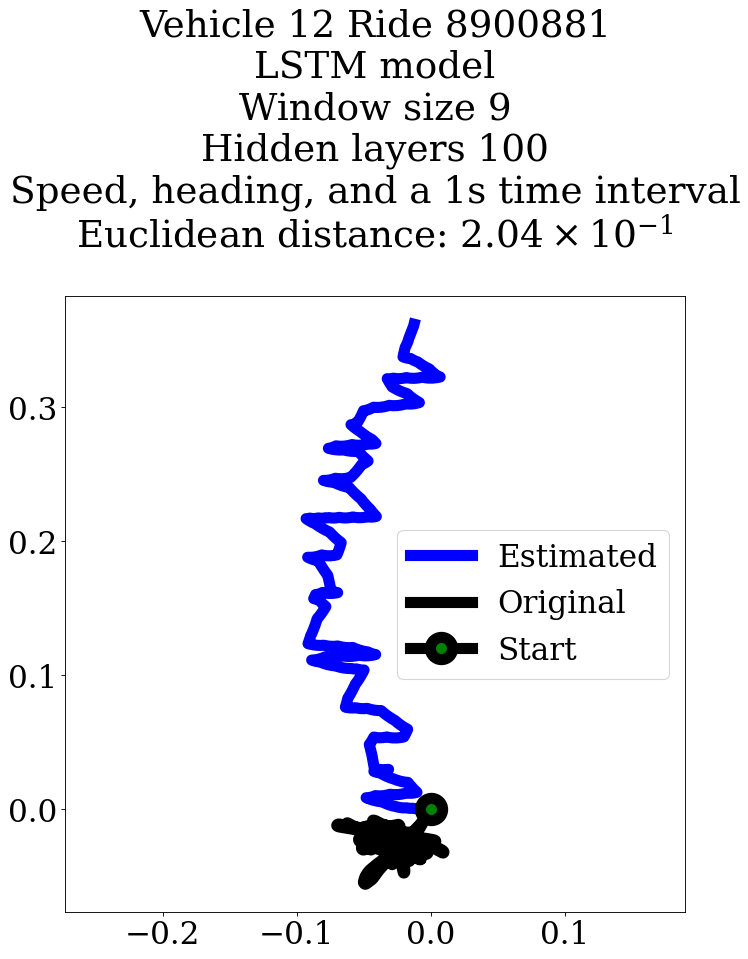 Vehicle 12 Ride 8900881
LSTM model
Window size 9
Hidden layers 100
Speed, heading, and a 1s time interval
Euclidean distance: 2.04 × 10⁻¹
0.3
0.2
0.1
0.0
Estimated
Original
Start
−0.2 −0.1 0.0 0.1